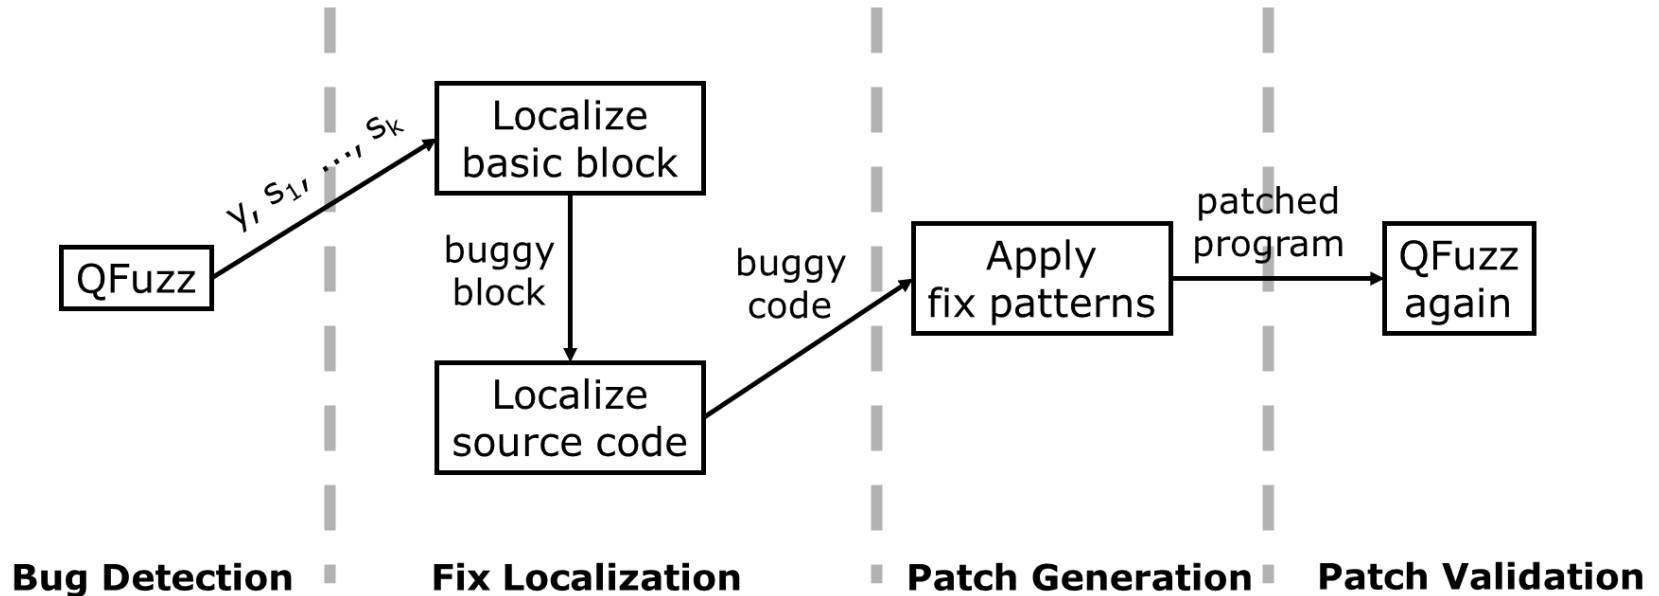 QFuzz
y, s₁, ..., sₖ
Localize
basic block
buggy
block
Localize
source code
buggy
code
Apply
fix patterns
patched
program
QFuzz
again
Bug Detection
Fix Localization
Patch Generation
Patch Validation